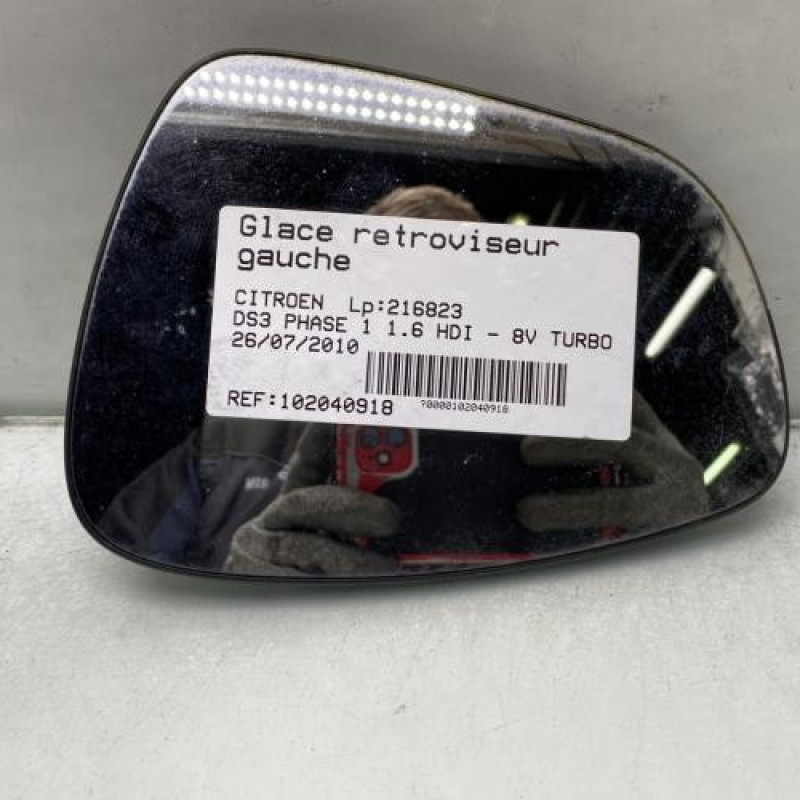 Glace retroviseur
gauche
CITROEN Lp:216823
DS3 PHASE 1 1.6 HDI - 8V TURBO
26/07/2010
REF:102040918
?0000102040918